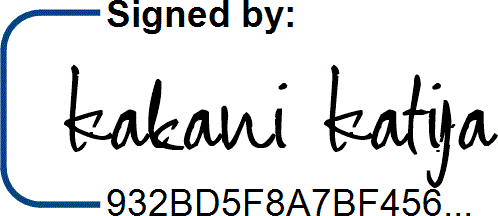 Signed by:
kakani katija
932BD5F8A7BF456...